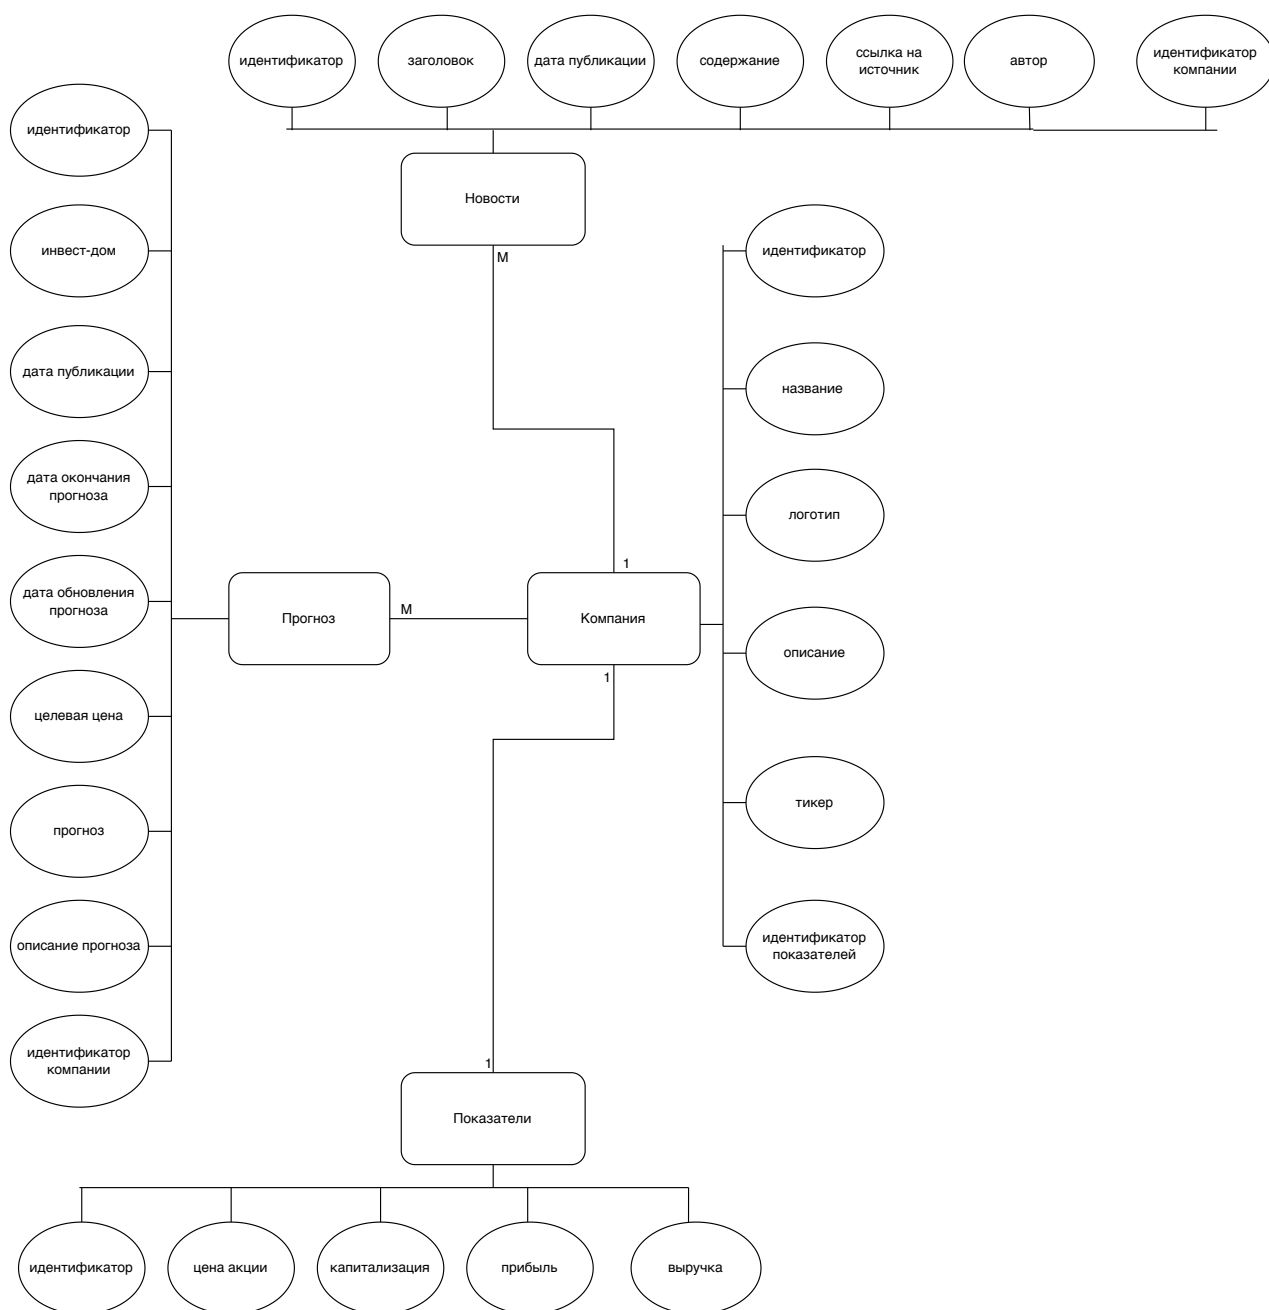 идентификатор
заголовок
дата публикации
содержание
ссылка на
источник
автор
идентификатор
компании
идентификатор
инвест-дом
дата публикации
дата окончания
прогноза
дата обновления
прогноза
целевая цена
прогноз
описание прогноза
идентификатор
компании
Новости
М
1
Прогноз
М
Компания
1
идентификатор
название
логотип
описание
тикер
идентификатор
показателей
1
Показатели
идентификатор
цена акции
капитализация
прибыль
выручка